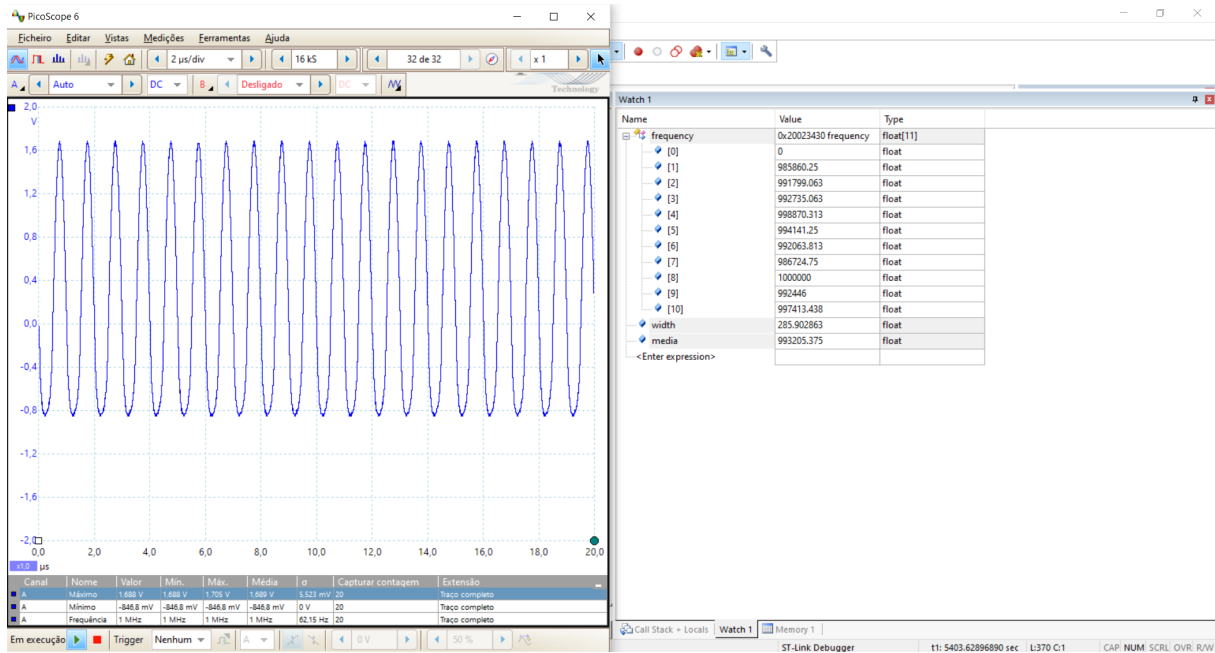 PicoScope 6
Ficheiro Editar Vistas Medições Ferramentas Ajuda
2 µs/div 16 kS 32 de 32 x 1
A Auto DC B Desligado DC
Technology
2,0
V
1,6
1,2
0,8
0,4
0,0
-0,4
-0,8
-1,2
-1,6
-2,0
0,0 2,0 4,0 6,0 8,0 10,0 12,0 14,0 16,0 18,0 20,0
x1,0 µs
Canal Nome Valor Mín. Máx. Média σ Capturar contagem Extensão
A Máximo 1,688 V 1,688 V 1,705 V 1,689 V 5,523 mV 20 Traço completo
A Mínimo -846,8 mV -846,8 mV -846,8 mV -846,8 mV 0 V 20 Traço completo
A Frequência 1 MHz 1 MHz 1 MHz 1 MHz 62,15 Hz 20 Traço completo
Em execução Trigger Nenhum A 0 V 50 %
Watch 1
Name Value Type
frequency 0x20023430 frequency float[11]
[0] 0 float
[1] 985860.25 float
[2] 991799.063 float
[3] 992735.063 float
[4] 998870.313 float
[5] 994141.25 float
[6] 992063.813 float
[7] 986724.75 float
[8] 1000000 float
[9] 992446 float
[10] 997413.438 float
width 285.902863 float
media 993205.375 float
<Enter expression>
Call Stack + Locals Watch 1 Memory 1
ST-Link Debugger t1: 5403.62896890 sec L:370 C:1 CAP NUM SCRL OVR R/W